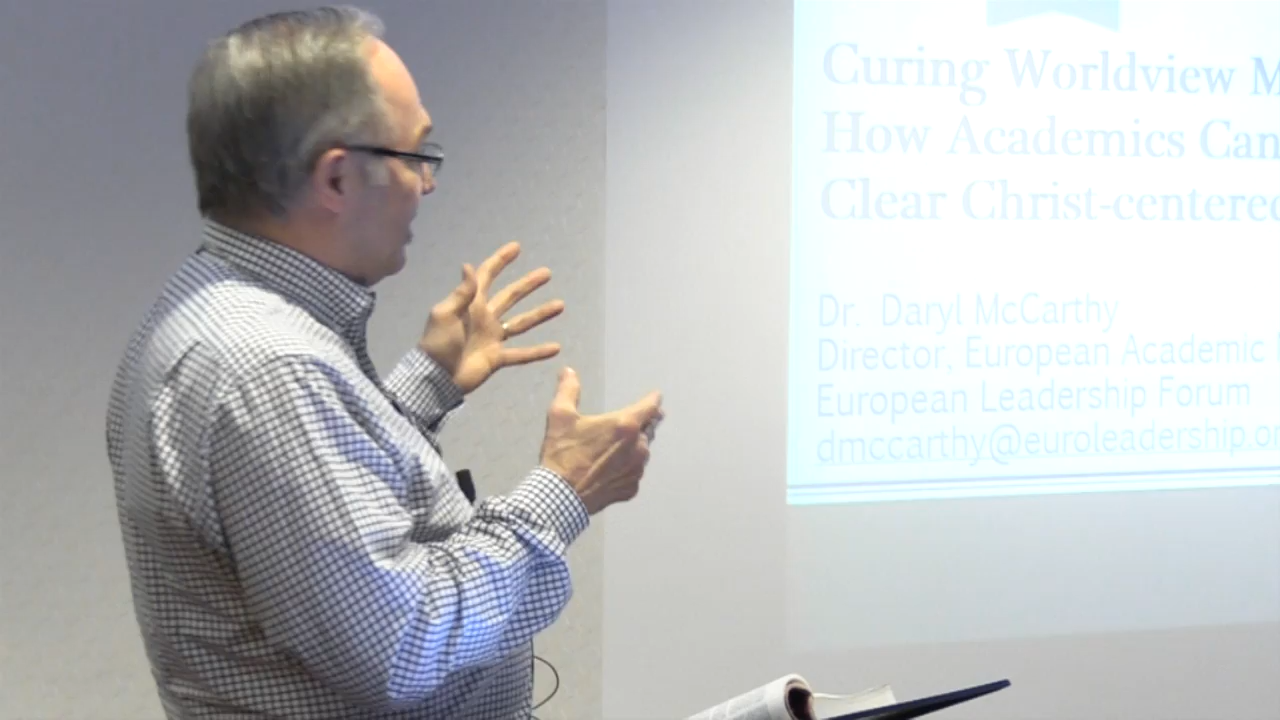 Curing Worldview M
How Academics Can
Clear Christ-centered
Dr. Daryl McCarthy
Director, European Academic
European Leadership Forum
dmccarthy@euroleadership.or